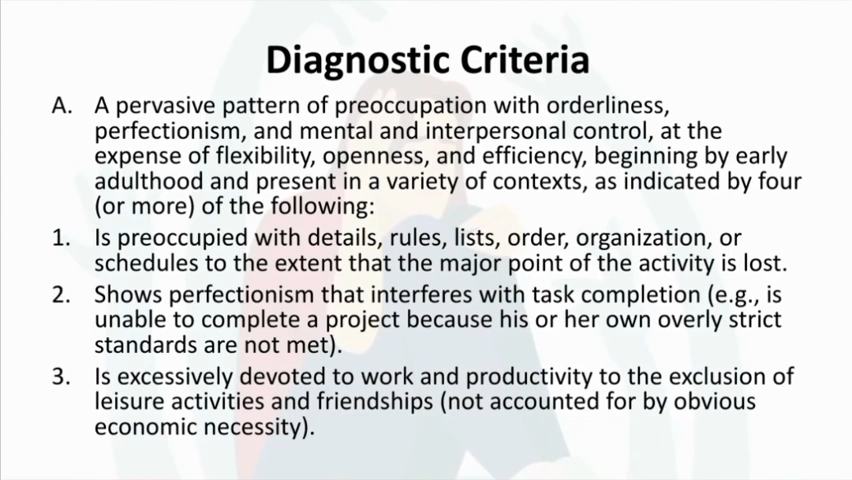 Diagnostic Criteria
A. A pervasive pattern of preoccupation with orderliness,
perfectionism, and mental and interpersonal control, at the
expense of flexibility, openness, and efficiency, beginning by early
adulthood and present in a variety of contexts, as indicated by four
(or more) of the following:
1. Is preoccupied with details, rules, lists, order, organization, or
schedules to the extent that the major point of the activity is lost.
2. Shows perfectionism that interferes with task completion (e.g., is
unable to complete a project because his or her own overly strict
standards are not met).
3. Is excessively devoted to work and productivity to the exclusion of
leisure activities and friendships (not accounted for by obvious
economic necessity).